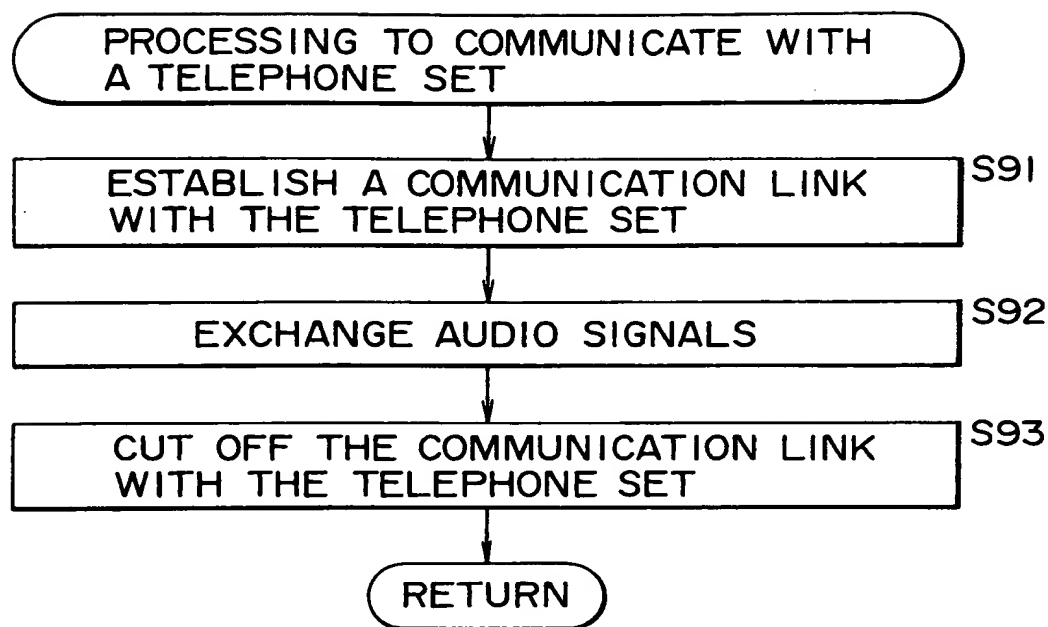 PROCESSING TO COMMUNICATE WITH
A TELEPHONE SET
S91
ESTABLISH A COMMUNICATION LINK
WITH THE TELEPHONE SET
S92
EXCHANGE AUDIO SIGNALS
S93
CUT OFF THE COMMUNICATION LINK
WITH THE TELEPHONE SET
RETURN